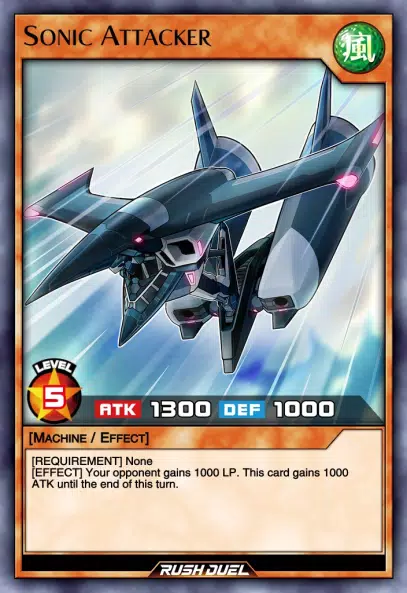 SONIC ATTACKER
風
LEVEL
5
ATK 1300 DEF 1000
[MACHINE / EFFECT]
[REQUIREMENT] None
[EFFECT] Your opponent gains 1000 LP. This card gains 1000
ATK until the end of this turn.
RUSH DUEL